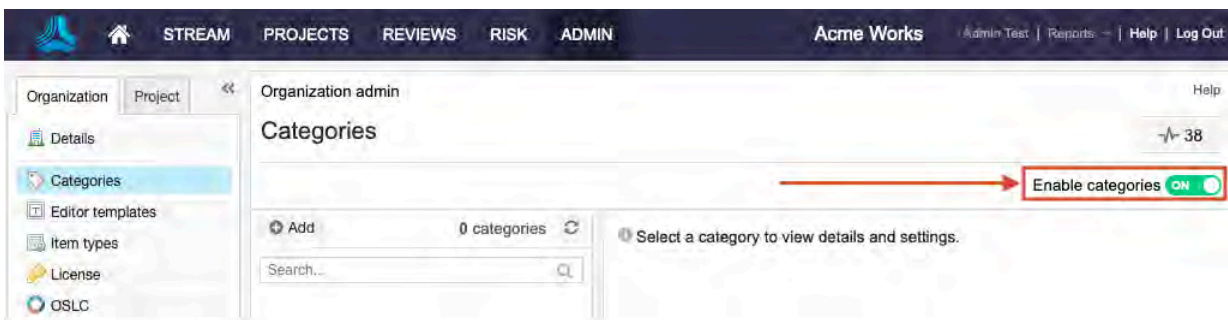 STREAM PROJECTS REVIEWS RISK ADMIN Acme Works Admin Test | Reports | Help | Log Out
Organization Project «
Organization admin Help
Details
Categories
38
Categories
Enable categories ON
Editor templates
Add 0 categories
Select a category to view details and settings.
Item types
Search...
License
OSLC